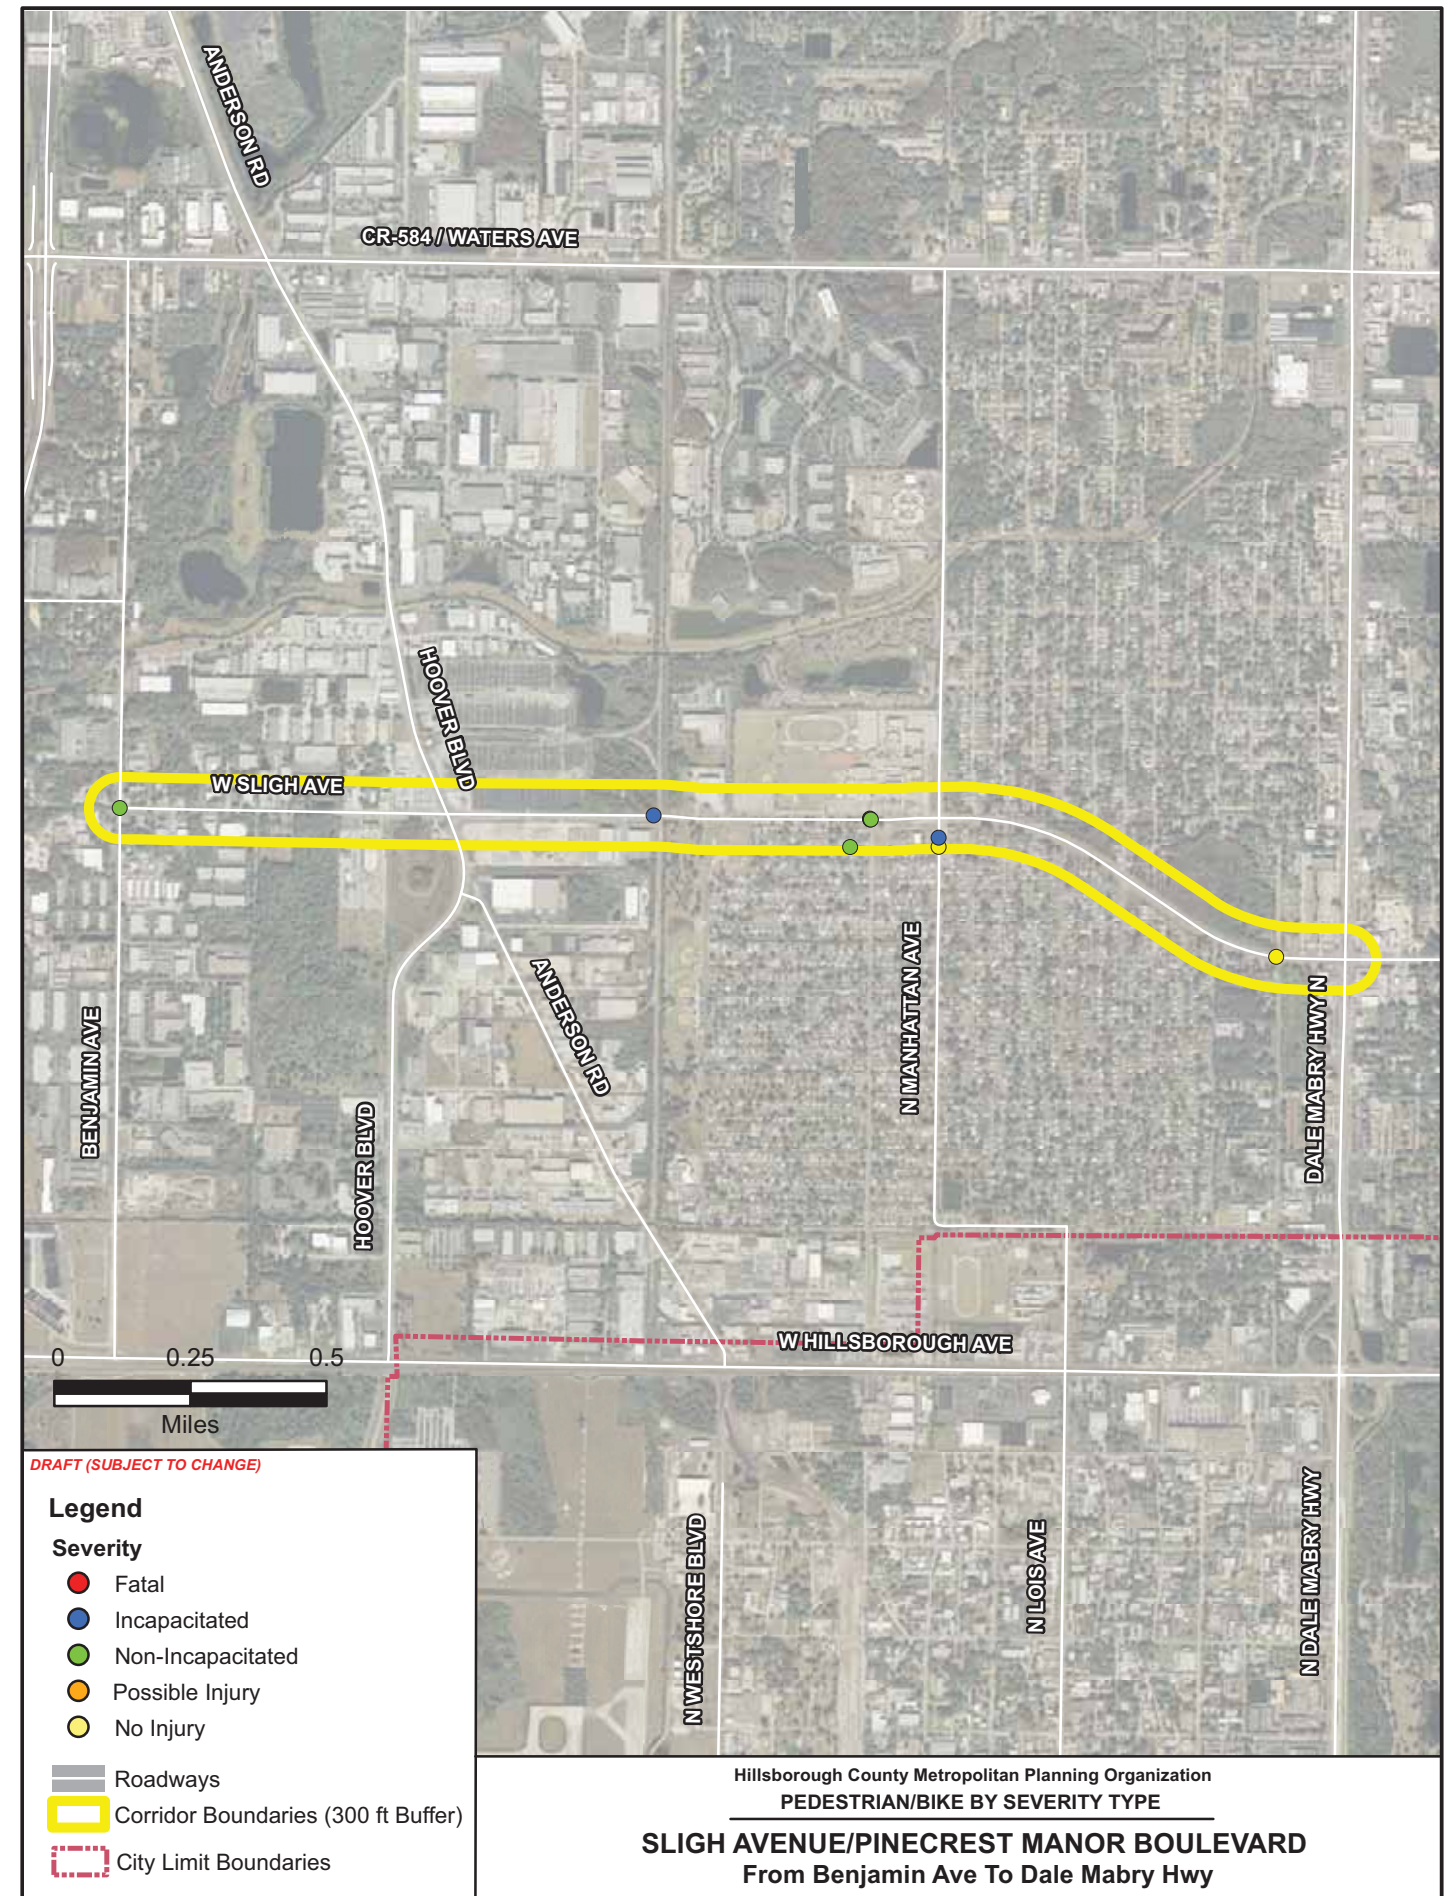 ANDERSON RD
CR-584 / WATERS AVE
HOOVER BLVD
W SLIGH AVE
N MANHATTAN AVE
ANDERSON RD
DALE MABRY HWY N
BENJAMIN AVE
HOOVER BLVD
W HILLSBOROUGH AVE
0 0.25 0.5
Miles
N WESTSHORE BLVD
N LOIS AVE
N DALE MABRY HWY
DRAFT (SUBJECT TO CHANGE)
Legend
Severity
Fatal
Incapacitated
Non-Incapacitated
Possible Injury
No Injury
Roadways
Corridor Boundaries (300 ft Buffer)
City Limit Boundaries
Hillsborough County Metropolitan Planning Organization
PEDESTRIAN/BIKE BY SEVERITY TYPE
SLIGH AVENUE/PINECREST MANOR BOULEVARD
From Benjamin Ave To Dale Mabry Hwy